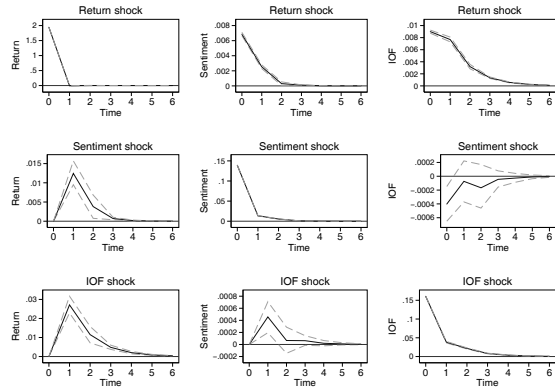 Return shock
Return
2
1.5
1
.5
0
0 1 2 3 4 5 6
Time
Return shock
Sentiment
.008
.006
.004
.002
0
0 1 2 3 4 5 6
Time
Return shock
IOF
.01
.008
.006
.004
.002
0
0 1 2 3 4 5 6
Time
Sentiment shock
Return
.015
.01
.005
0
0 1 2 3 4 5 6
Time
Sentiment shock
Sentiment
.15
.1
.05
0
0 1 2 3 4 5 6
Time
Sentiment shock
IOF
.0002
0
-.0002
-.0004
-.0006
0 1 2 3 4 5 6
Time
IOF shock
Return
.03
.02
.01
0
0 1 2 3 4 5 6
Time
IOF shock
Sentiment
.0008
.0006
.0004
.0002
0
-.0002
0 1 2 3 4 5 6
Time
IOF shock
IOF
.15
.1
.05
0
0 1 2 3 4 5 6
Time